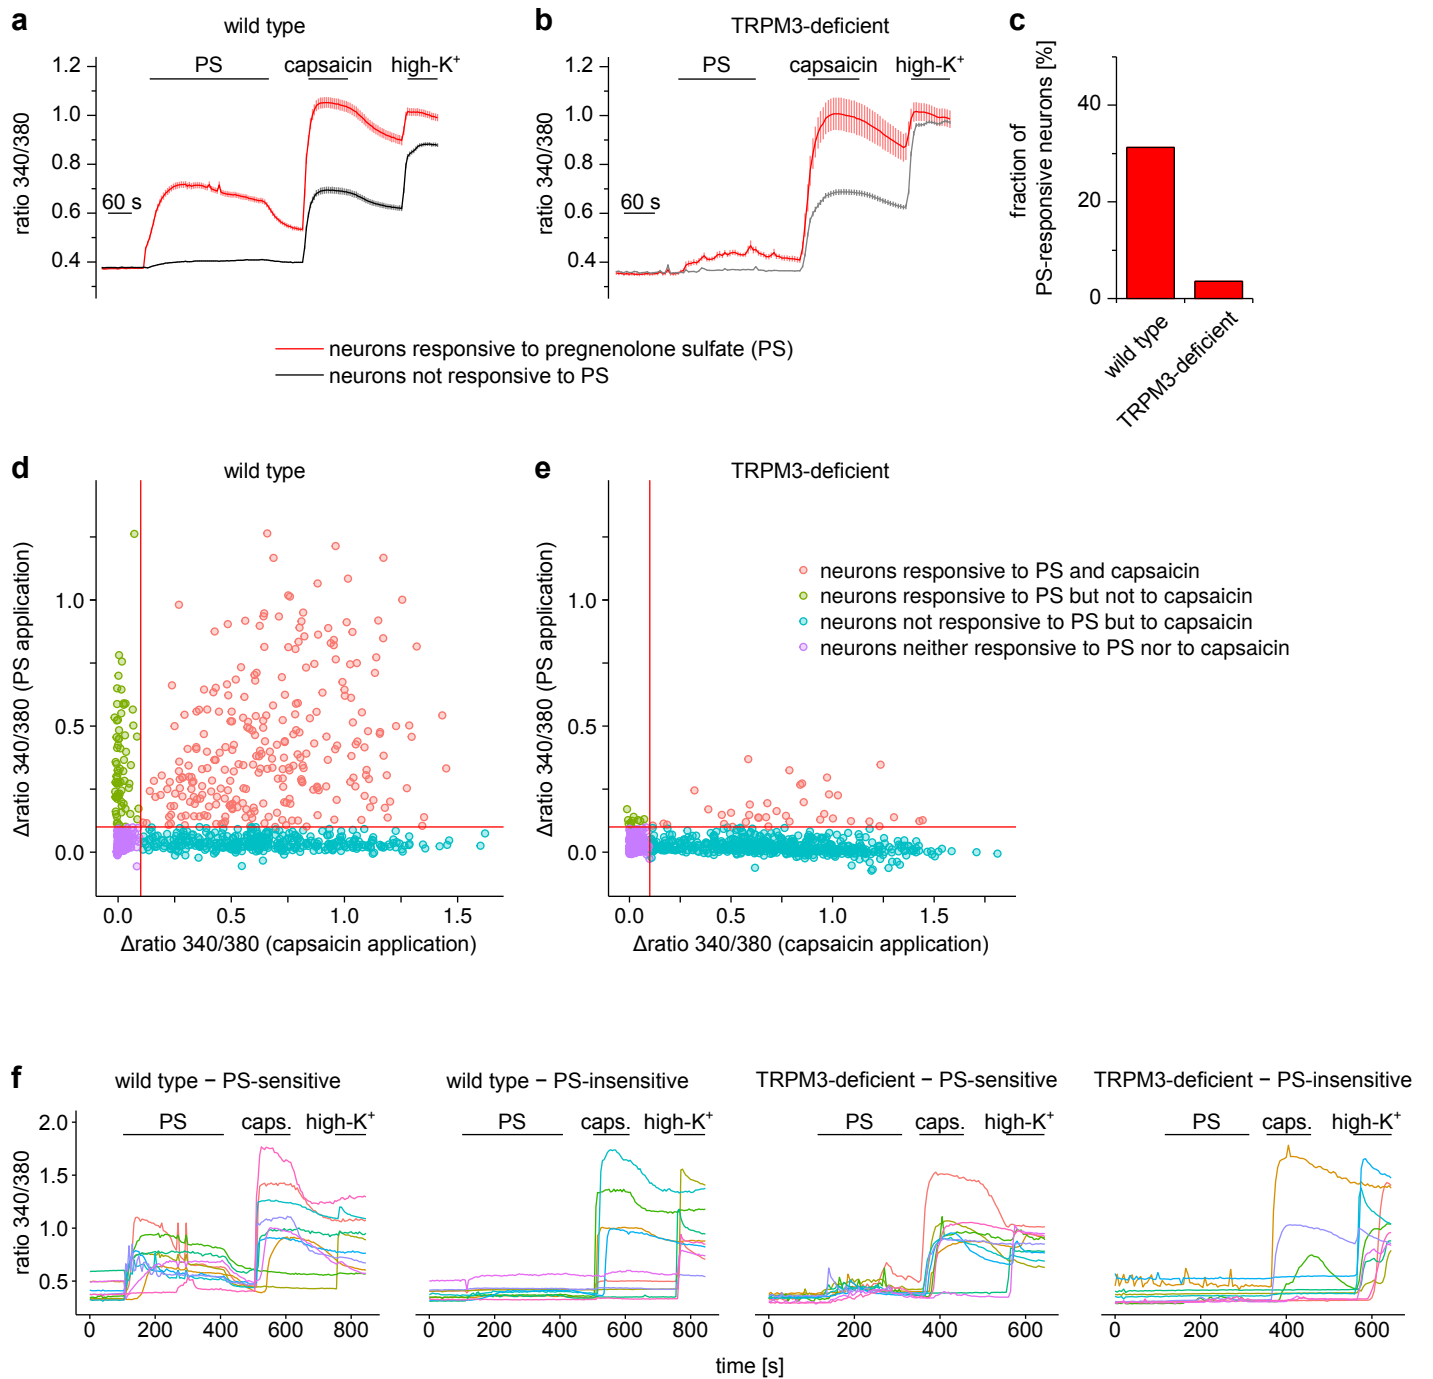 a
wild type
PS
capsaicin
high-K+
1.2
1.0
0.8
0.6
0.4
60 s
ratio 340/380
b
TRPM3-deficient
PS
capsaicin
high-K+
1.2
1.0
0.8
0.6
0.4
60 s
ratio 340/380
c
fraction of
PS-responsive neurons [%]
40
20
0
wild type
TRPM3-deficient
neurons responsive to pregnenolone sulfate (PS)
neurons not responsive to PS
d
wild type
Δratio 340/380 (PS application)
1.0
0.5
0.0
0.0 0.5 1.0 1.5
Δratio 340/380 (capsaicin application)
e
TRPM3-deficient
Δratio 340/380 (PS application)
1.0
0.5
0.0
0.0 0.5 1.0 1.5
Δratio 340/380 (capsaicin application)
neurons responsive to PS and capsaicin
neurons responsive to PS but not to capsaicin
neurons not responsive to PS but to capsaicin
neurons neither responsive to PS nor to capsaicin
f
wild type − PS-sensitive
PS caps. high-K+
ratio 340/380
2.0
1.5
1.0
0.5
0 200 400 600 800
wild type − PS-insensitive
PS caps. high-K+
0 200 400 600 800
TRPM3-deficient − PS-sensitive
PS caps. high-K+
0 200 400 600
TRPM3-deficient − PS-insensitive
PS caps. high-K+
0 200 400 600
time [s]